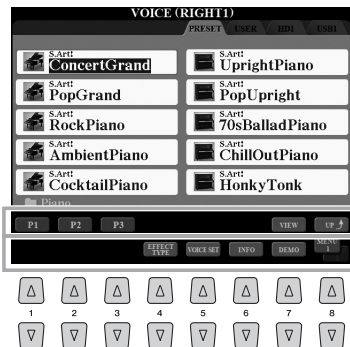 VOICE (RIGHT1)
PRESET USER HD1 USB1
S.Art! ConcertGrand
S.Art! UprightPiano
S.Art! PopGrand
S.Art! PopUpright
S.Art! RockPiano
S.Art! 70sBalladPiano
S.Art! AmbientPiano
S.Art! ChillOutPiano
S.Art! CocktailPiano
S.Art! HonkyTonk
Piano
P1 P2 P3 VIEW UP
EFFECT TYPE VOICE SET INFO DEMO MENU 1
1 2 3 4 5 6 7 8